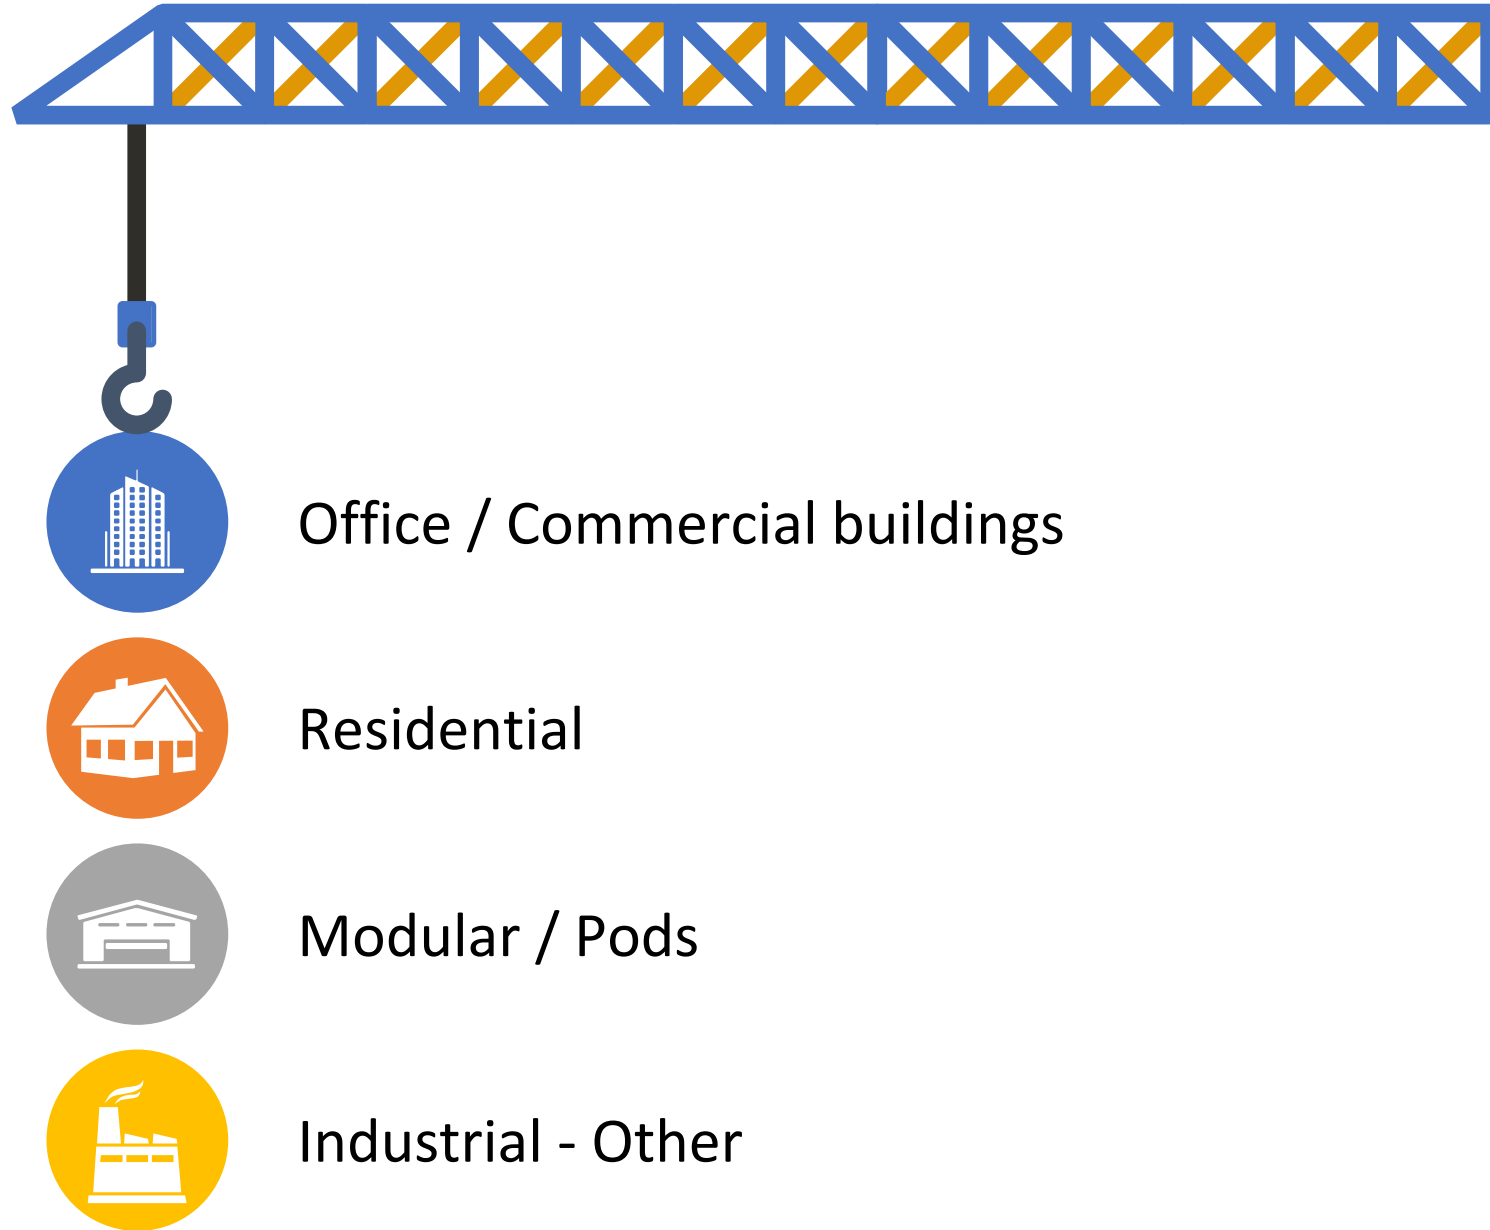 Office / Commercial buildings
Residential
Modular / Pods
Industrial - Other